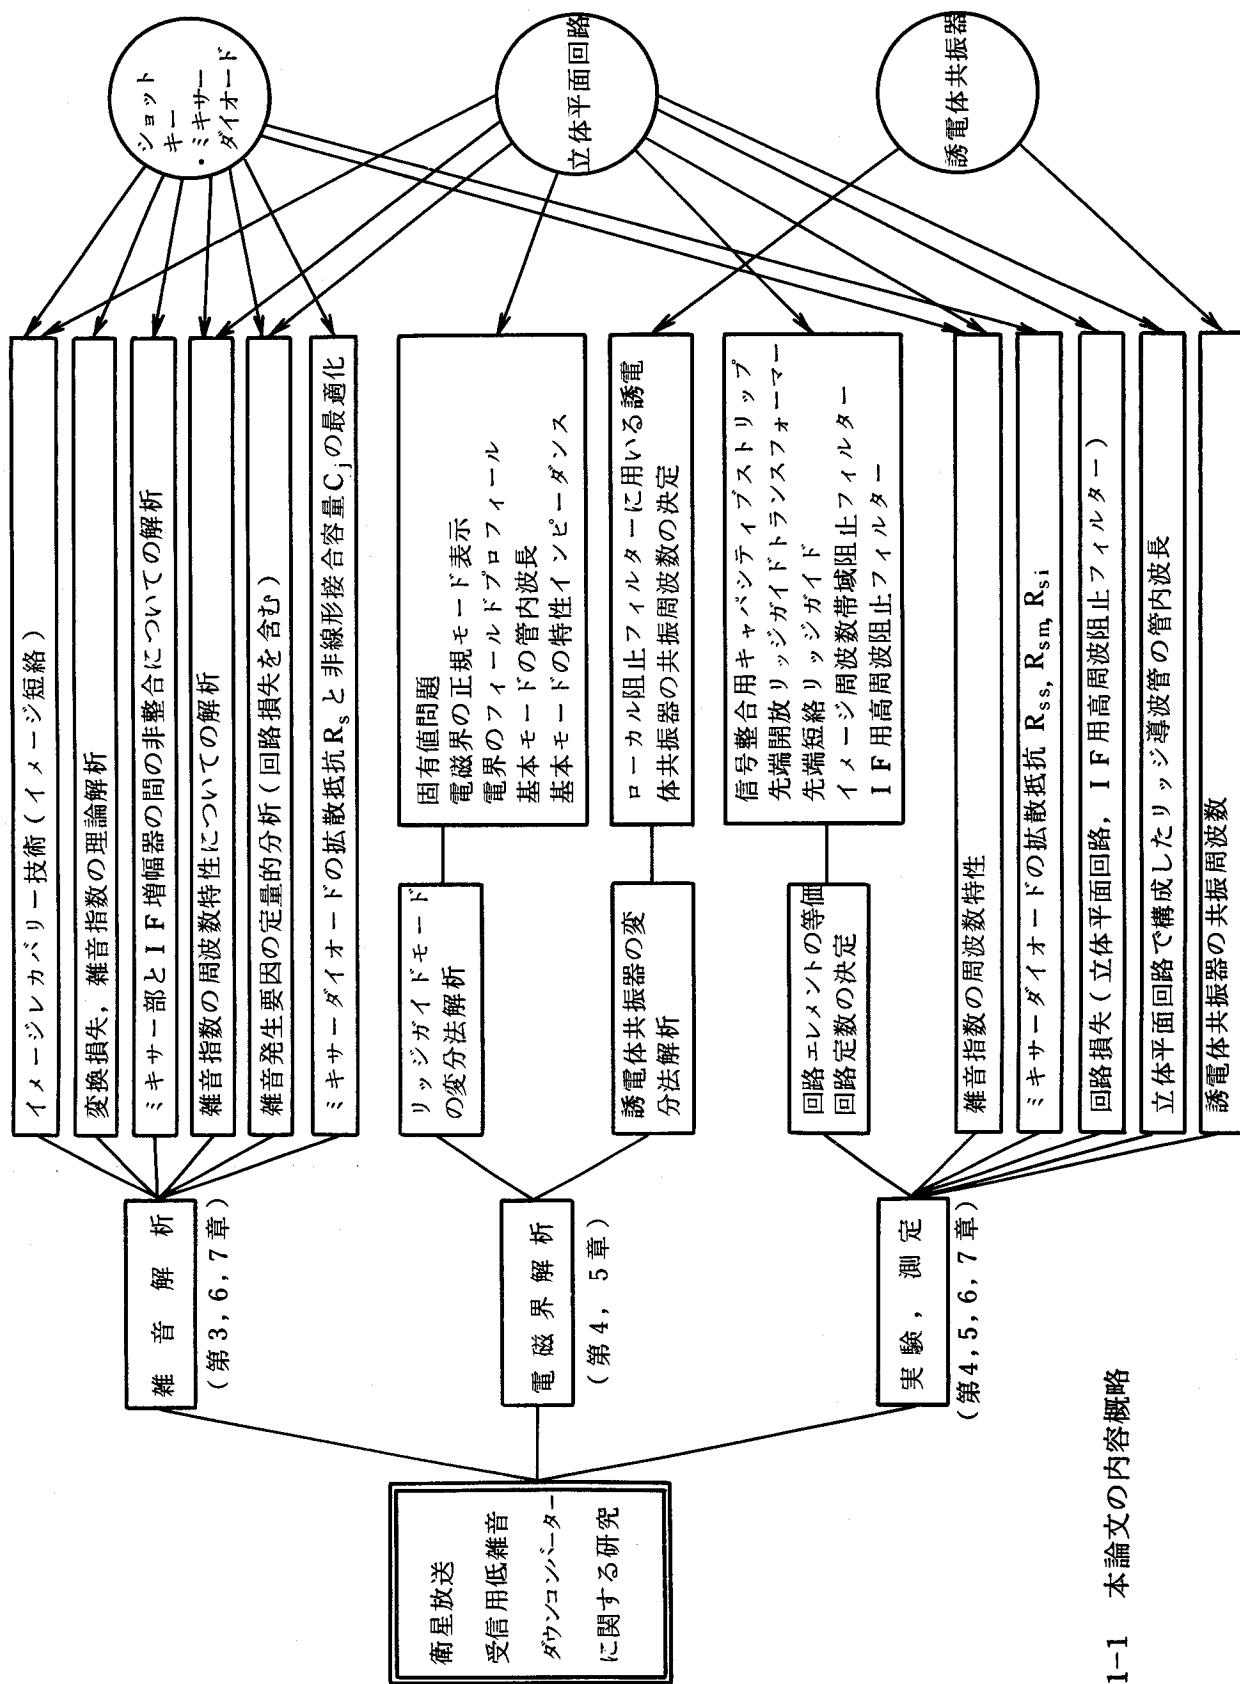 衛星放送
受信用低雑音
ダウンコンバーター
に関する研究
雑音解析
(第3,6,7章)
電磁界解析
(第4,5章)
実験,測定
(第4,5,6,7章)
イメージレカバリー技術(イメージ短絡)
変換損失,雑音指数の理論解析
ミキサー部とIF増幅器の間の非整合についての解析
雑音指数の周波数特性についての解析
雑音発生要因の定量的分析(回路損失を含む)
ミキサーダイオードの拡散抵抗Rsと非線形接合容量Cjの最適化
リッジガイドモード
の変分法解析
固有値問題
電磁界の正規モード表示
電界のフィールドプロフィール
基本モードの管内波長
基本モードの特性インピーダンス
誘電体共振器の変
分法解析
ローカル阻止フィルターに用いる誘電
体共振器の共振周波数の決定
回路エレメントの等価
回路定数の決定
信号整合用キャパシティブストリップ
先端開放リッジガイドトランスフォーマー
先端短絡リッジガイド
イメージ周波数帯域阻止フィルター
IF用高周波阻止フィルター
雑音指数の周波数特性
ミキサーダイオードの拡散抵抗 Rss, Rsm, Rsi
回路損失(立体平面回路,IF用高周波阻止フィルター)
立体平面回路で構成したリッジ導波管の管内波長
誘電体共振器の共振周波数
ショット
キー
・ミキサー
ダイオード
立体平面回路
誘電体共振器
1-1 本論文の内容概略